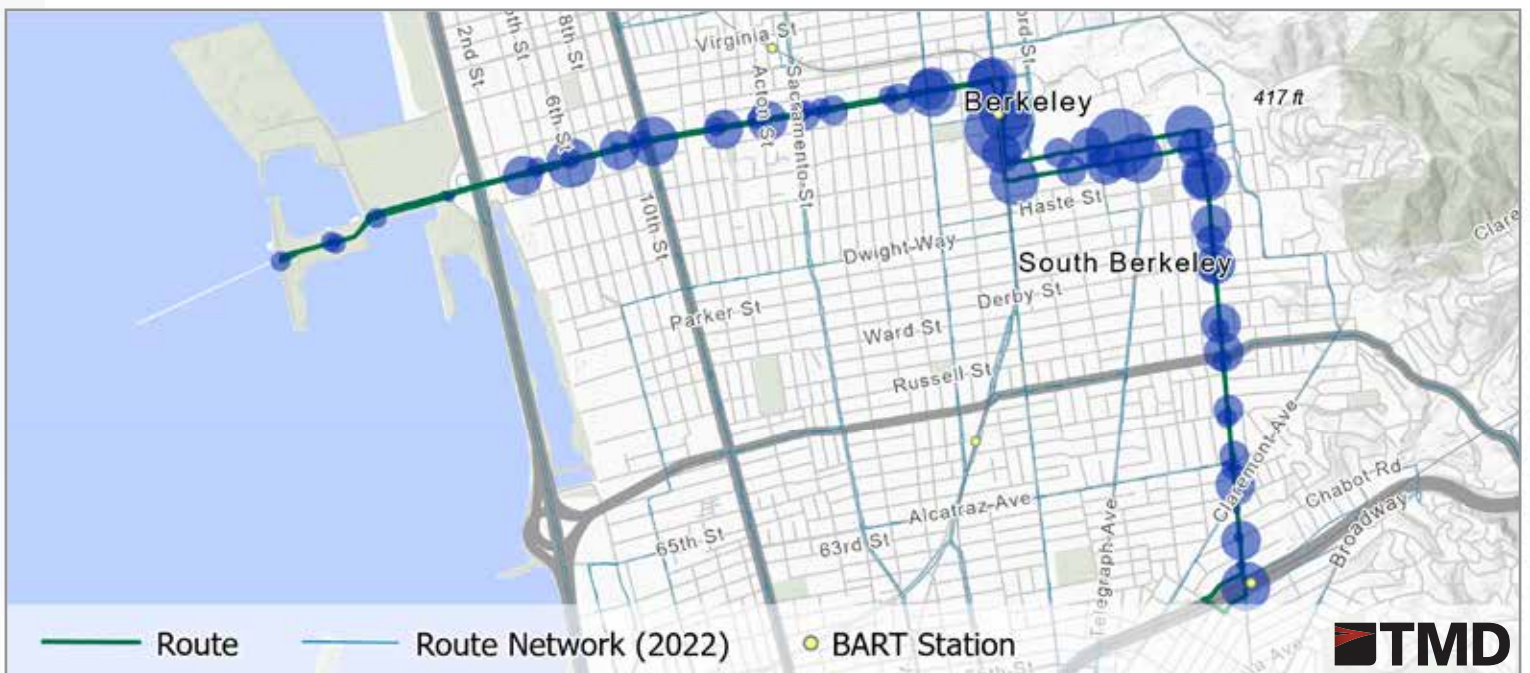 Virginia St
2nd St
8th St
6th St
Acton St
Sacramento-St
Berkeley
417 ft
10th St
Haste St
Dwight-Way
South Berkeley
Derby St
Parker St
Ward St
Russell St
Claremont-Ave
Chabot Rd
Broadway
Alcatraz-Ave
65th St
63rd St
Telegraph-Ave
Route
Route Network (2022)
BART Station
TMD